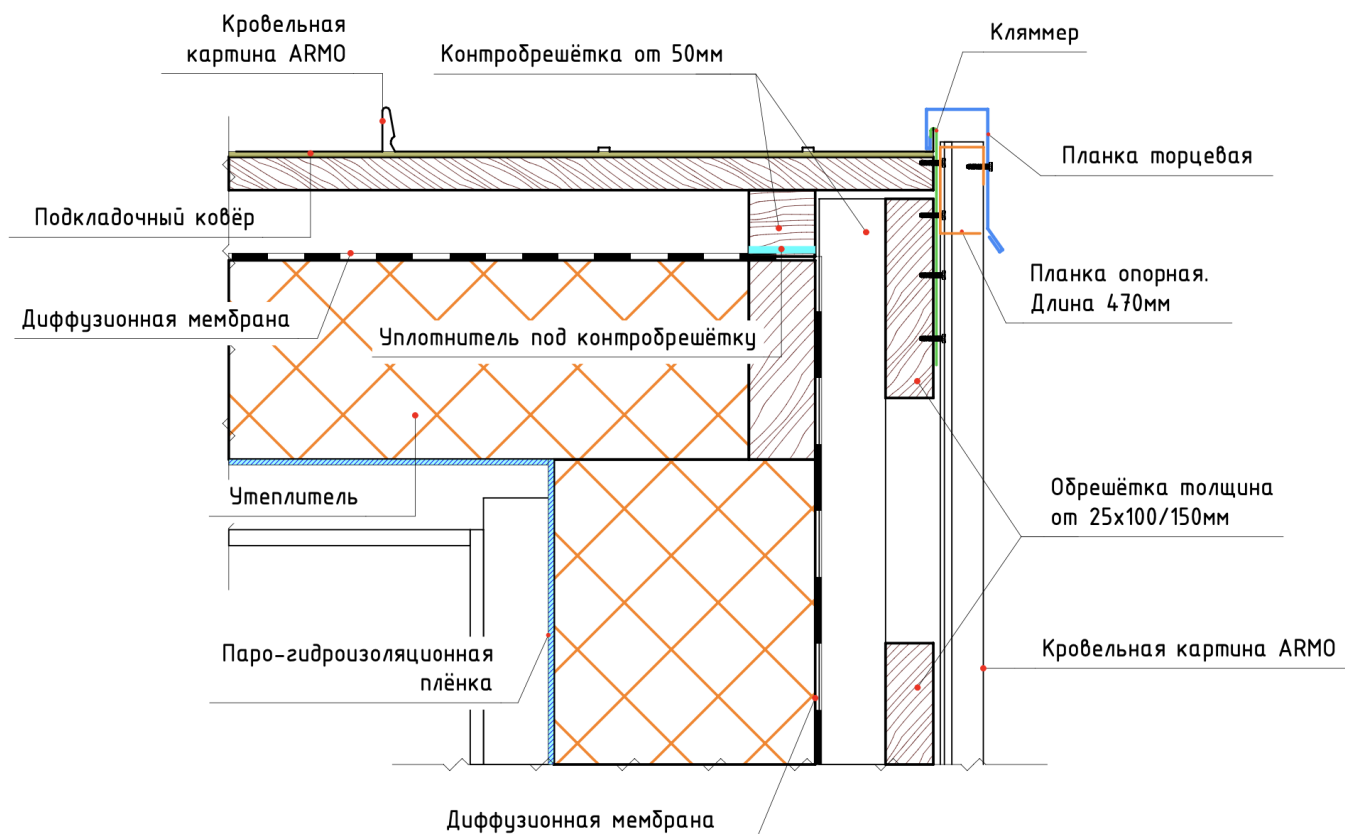 Кровельная
картина ARMO
Контробрешётка от 50мм
Кляммер
Планка торцевая
Подкладочный ковёр
Планка опорная.
Длина 470мм
Диффузионная мембрана
Уплотнитель под контробрешётку
Утеплитель
Обрешётка толщина
от 25х100/150мм
Паро-гидроизоляционная
плёнка
Кровельная картина ARMO
Диффузионная мембрана